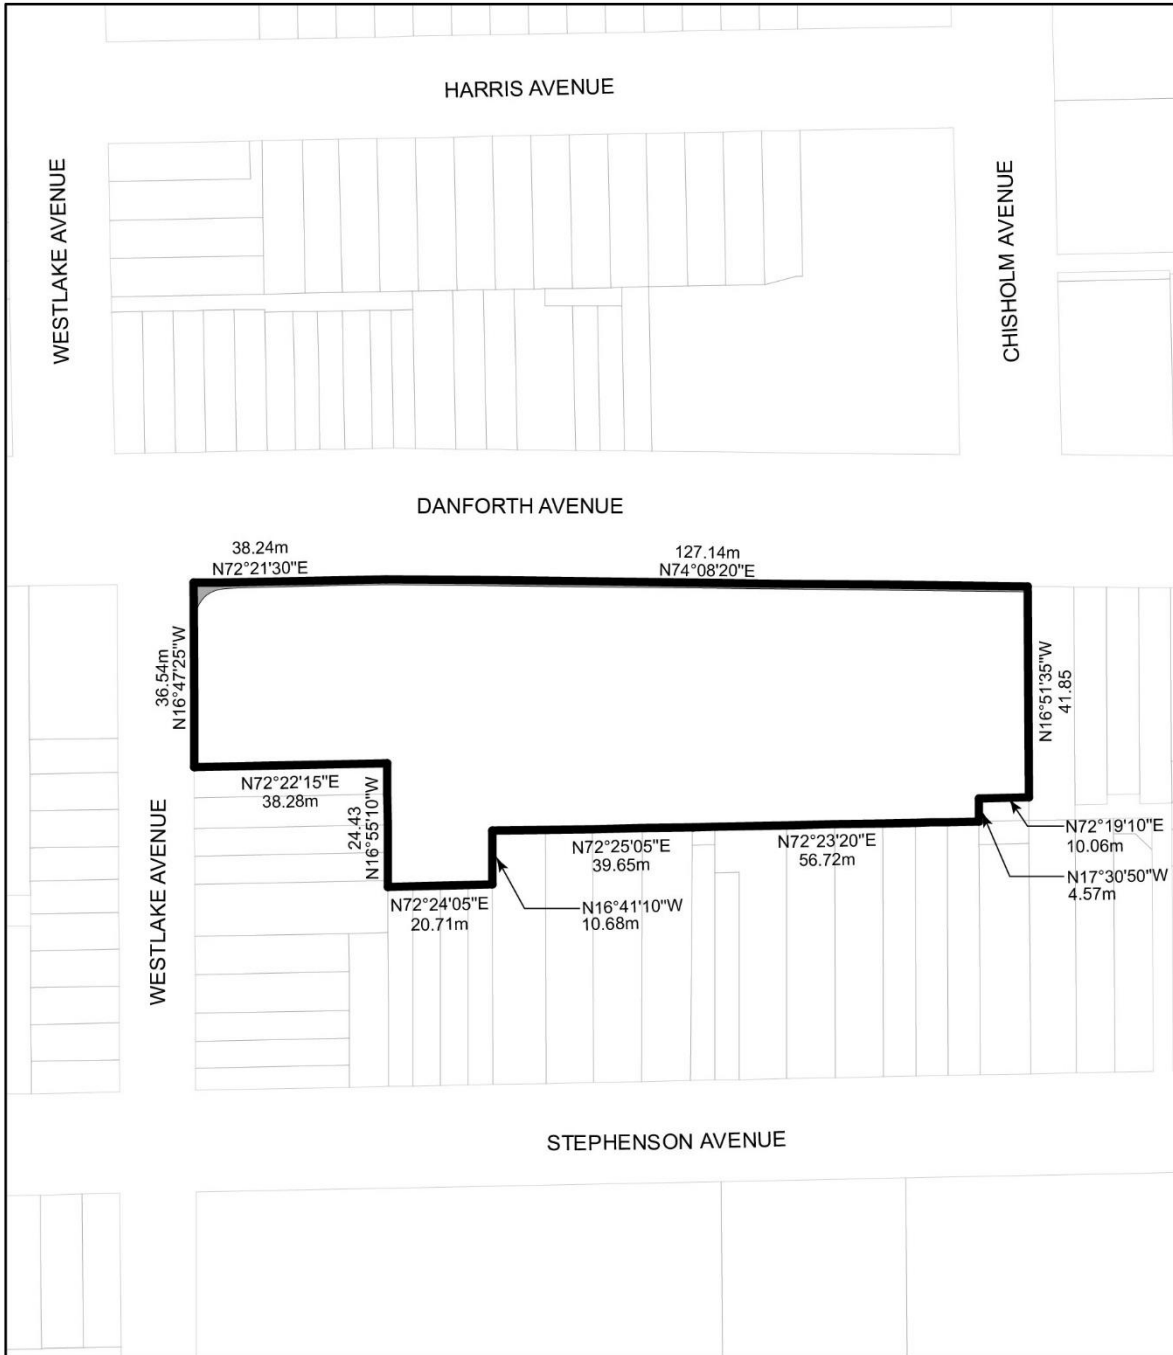 HARRIS AVENUE
WESTLAKE AVENUE
CHISHOLM AVENUE
DANFORTH AVENUE
38.24m
N72°21'30"E
127.14m
N74°08'20"E
36.54m
N16°47'25"W
N16°51'35"W
41.85
N72°22'15"E
38.28m
24.43
N16°55'10"W
N72°25'05"E
39.65m
N72°23'20"E
56.72m
N72°19'10"E
10.06m
N17°30'50"W
4.57m
N72°24'05"E
20.71m
N16°41'10"W
10.68m
WESTLAKE AVENUE
STEPHENSON AVENUE